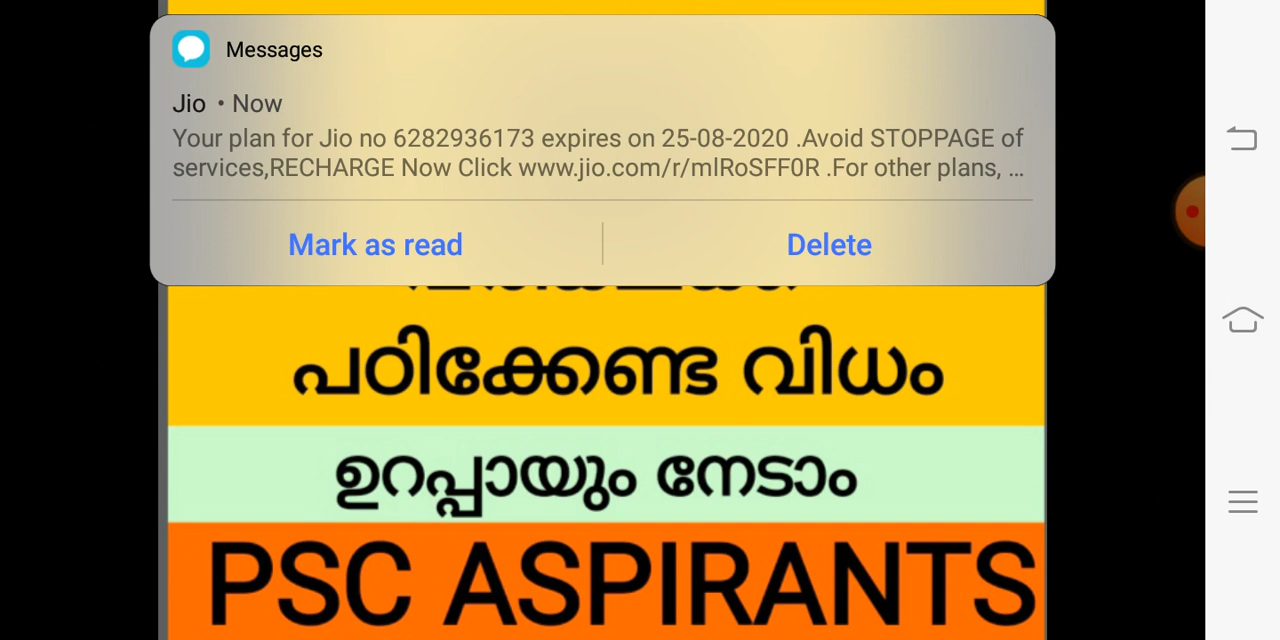 Messages
Jio • Now
Your plan for Jio no 6282936173 expires on 25-08-2020 .Avoid STOPPAGE of
services,RECHARGE Now Click www.jio.com/r/mlRoSFF0R .For other plans, ...
Mark as read
Delete
പഠിക്കേണ്ട വിധം
ഉറപ്പായും നേടാം
PSC ASPIRANTS